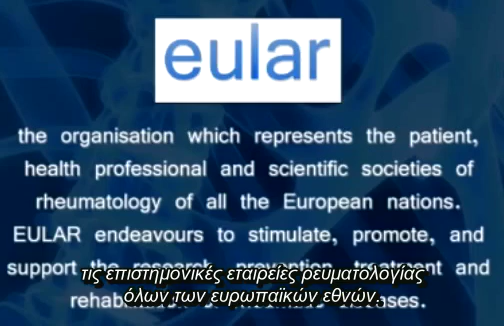 eular
the organisation which represents the patient,
health professional and scientific societies of
rheumatology of all the European nations.
EULAR endeavours to stimulate, promote, and
support the research, prevention, treatment and
τις επιστημονικές εταιρείες ρευματολογίας
rehab
diseases.
όλων των ευρωπαϊκών εθνών.